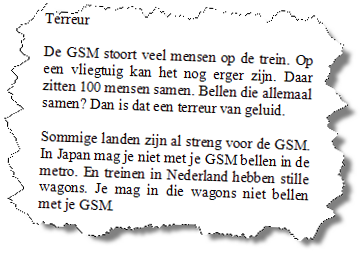 Terreur
De GSM stoort veel mensen op de trein. Op
een vliegtuig kan het nog erger zijn. Daar
zitten 100 mensen samen. Bellen die allemaal
samen? Dan is dat een terreur van geluid.
Sommige landen zijn al streng voor de GSM.
In Japan mag je niet met je GSM bellen in de
metro. En treinen in Nederland hebben stille
wagons. Je mag in die wagons niet bellen
met je GSM.